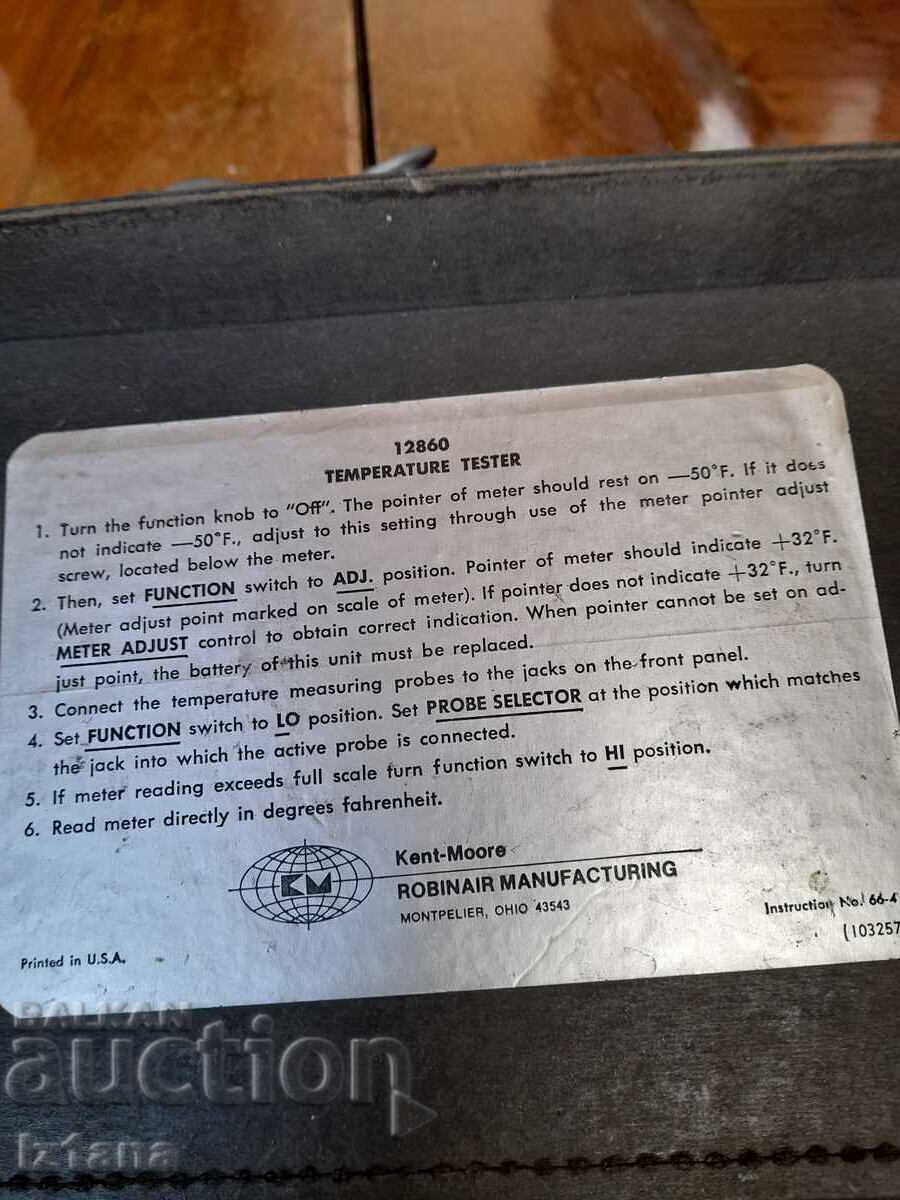 12860
TEMPERATURE TESTER
1. Turn the function knob to "Off". The pointer of meter should rest on —50°F. If it does
not indicate —50°F., adjust to this setting through use of the meter pointer adjust
screw, located below the meter.
2. Then, set FUNCTION switch to ADJ. position. Pointer of meter should indicate +32°F.
(Meter adjust point marked on scale of meter). If pointer does not indicate +32°F., turn
METER ADJUST control to obtain correct indication. When pointer cannot be set on ad-
just point, the battery of this unit must be replaced.
3. Connect the temperature measuring probes to the jacks on the front panel.
4. Set FUNCTION switch to LO position. Set PROBE SELECTOR at the position which matches
the jack into which the active probe is connected.
5. If meter reading exceeds full scale turn function switch to HI position.
6. Read meter directly in degrees fahrenheit.
KM
Kent-Moore
ROBINAIR MANUFACTURING
MONTPELIER, OHIO 43543
Instruction No. 66-4
(103257
Printed in U.S.A.
BALKAN
auction
Iz1ana